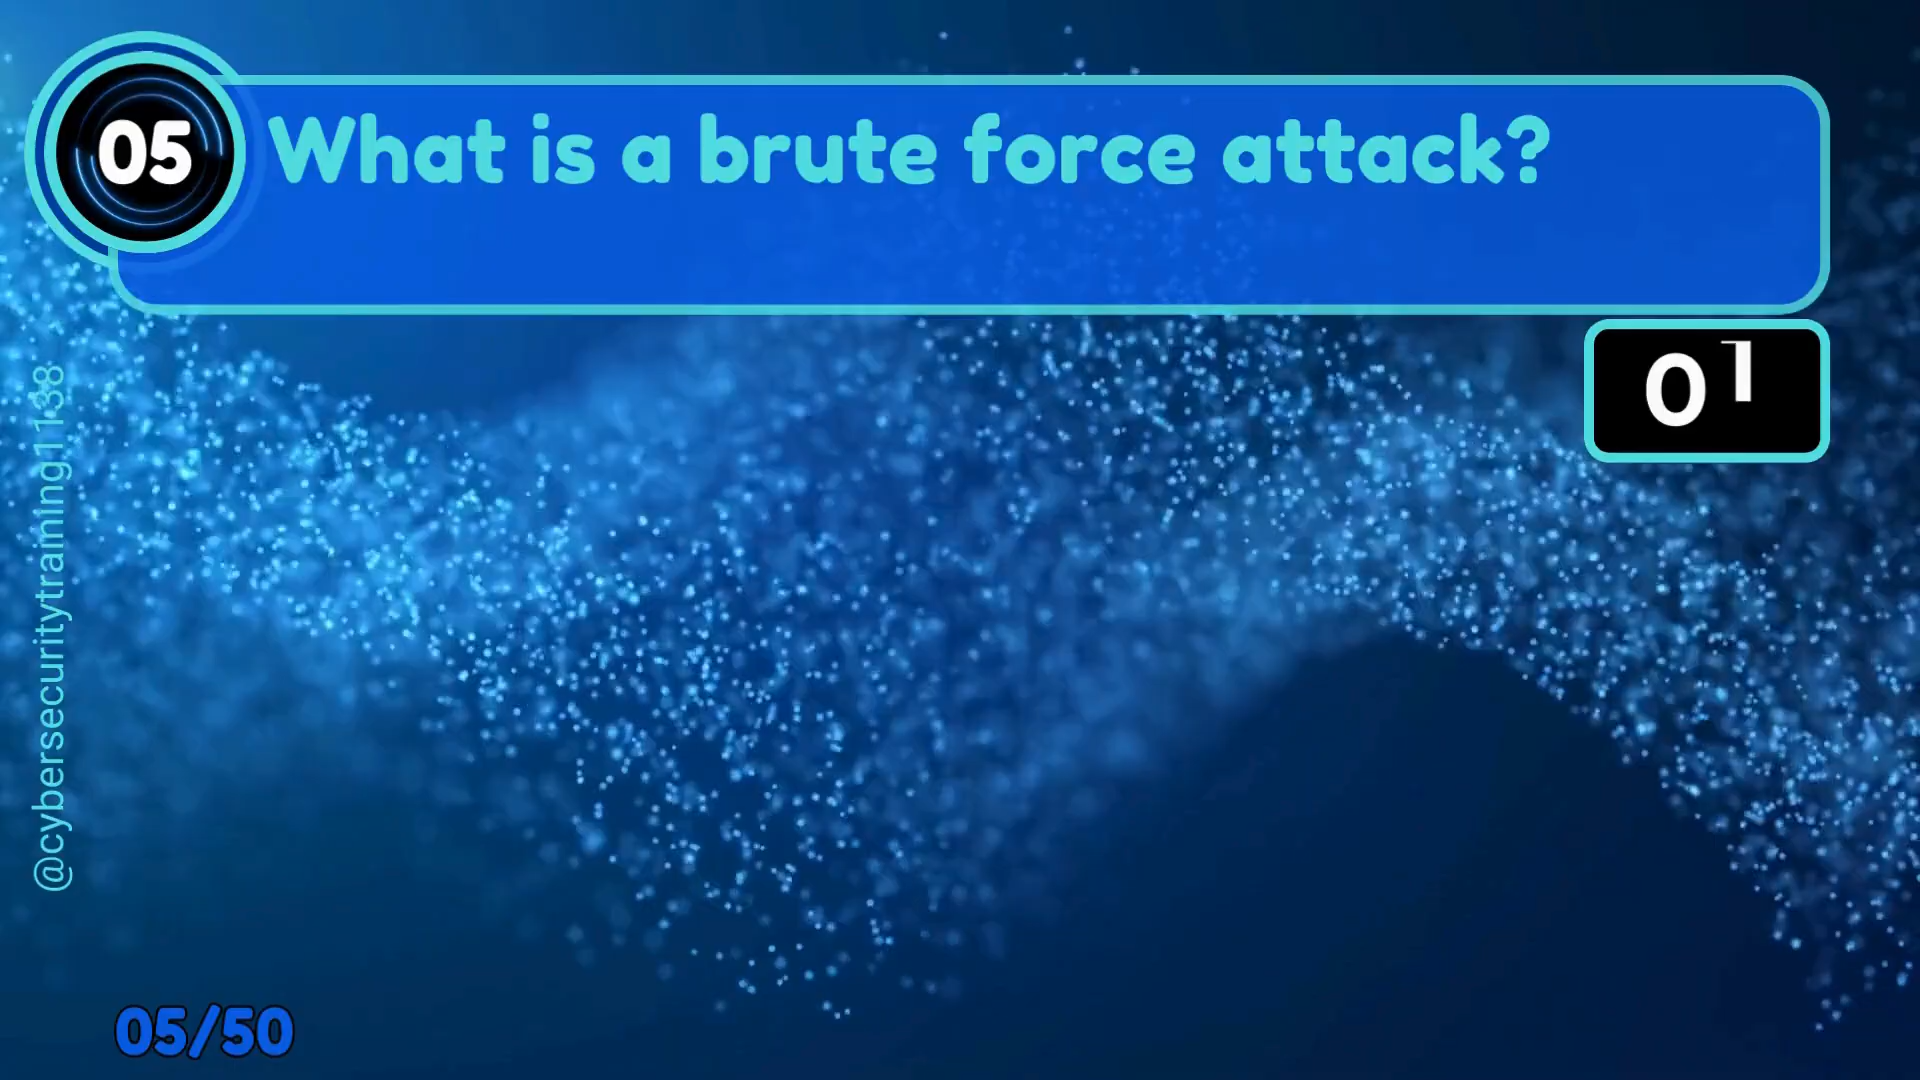 05
What is a brute force attack?
01
@cybersecuritytraining1138
05/50